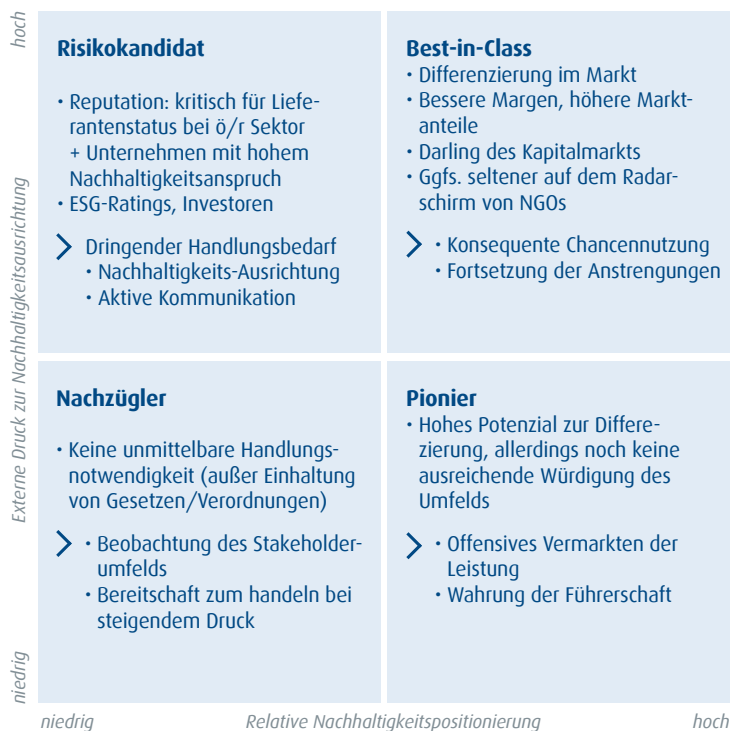 hoch
Externe Druck zur Nachhaltigkeitsausrichtung
niedrig
Risikokandidat
· Reputation: kritisch für Liefe-
rantenstatus bei ö/r Sektor
+ Unternehmen mit hohem
Nachhaltigkeitsanspruch
· ESG-Ratings, Investoren
Dringender Handlungsbedarf
· Nachhaltigkeits-Ausrichtung
· Aktive Kommunikation
Best-in-Class
· Differenzierung im Markt
· Bessere Margen, höhere Markt-
anteile
· Darling des Kapitalmarkts
· Ggfs. seltener auf dem Radar-
schirm von NGOs
· Konsequente Chancennutzung
· Fortsetzung der Anstrengungen
Nachzügler
· Keine unmittelbare Handlungs-
notwendigkeit (außer Einhaltung
von Gesetzen/Verordnungen)
· Beobachtung des Stakeholder-
umfelds
· Bereitschaft zum handeln bei
steigendem Druck
Pionier
· Hohes Potenzial zur Differe-
zierung, allerdings noch keine
ausreichende Würdigung des
Umfelds
· Offensives Vermarkten der
Leistung
· Wahrung der Führerschaft
niedrig
Relative Nachhaltigkeitspositionierung
hoch